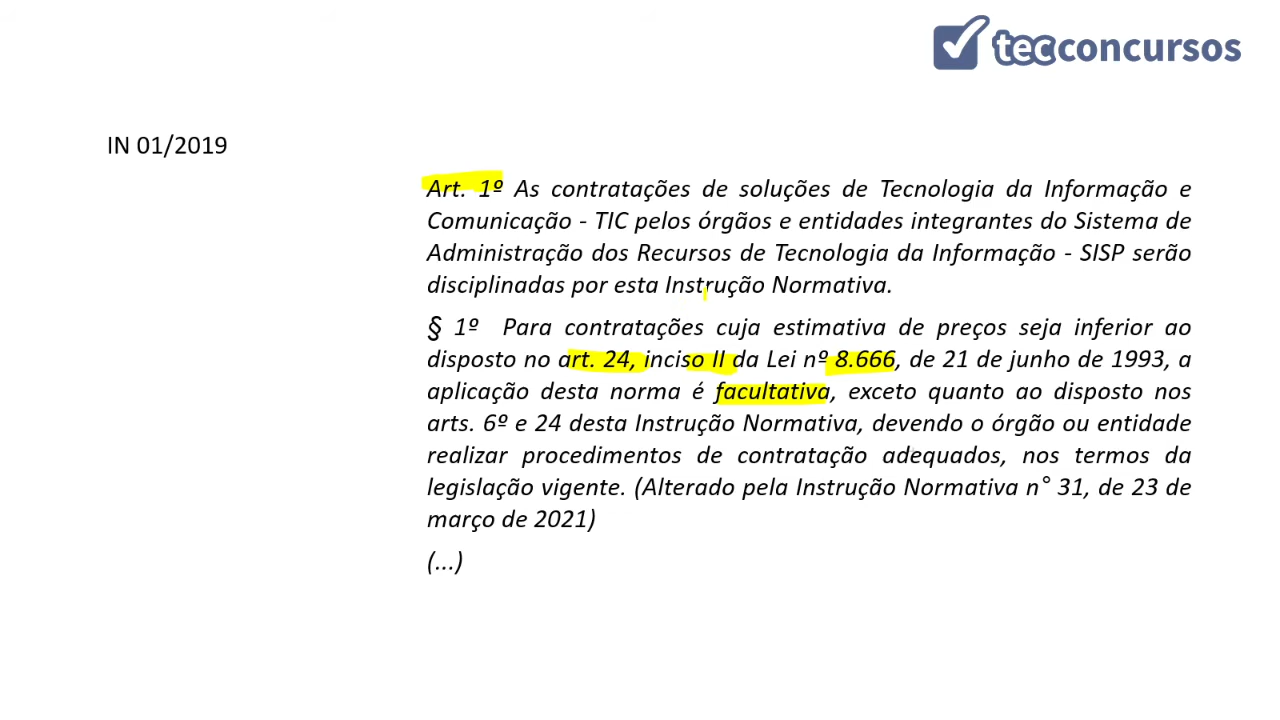 tecconcursos
IN 01/2019
Art. 1º As contratações de soluções de Tecnologia da Informação e
Comunicação - TIC pelos órgãos e entidades integrantes do Sistema de
Administração dos Recursos de Tecnologia da Informação - SISP serão
disciplinadas por esta Instrução Normativa.
§ 1º Para contratações cuja estimativa de preços seja inferior ao
disposto no art. 24, inciso II da Lei nº 8.666, de 21 de junho de 1993, a
aplicação desta norma é facultativa, exceto quanto ao disposto nos
arts. 6º e 24 desta Instrução Normativa, devendo o órgão ou entidade
realizar procedimentos de contratação adequados, nos termos da
legislação vigente. (Alterado pela Instrução Normativa n° 31, de 23 de
março de 2021)
(...)